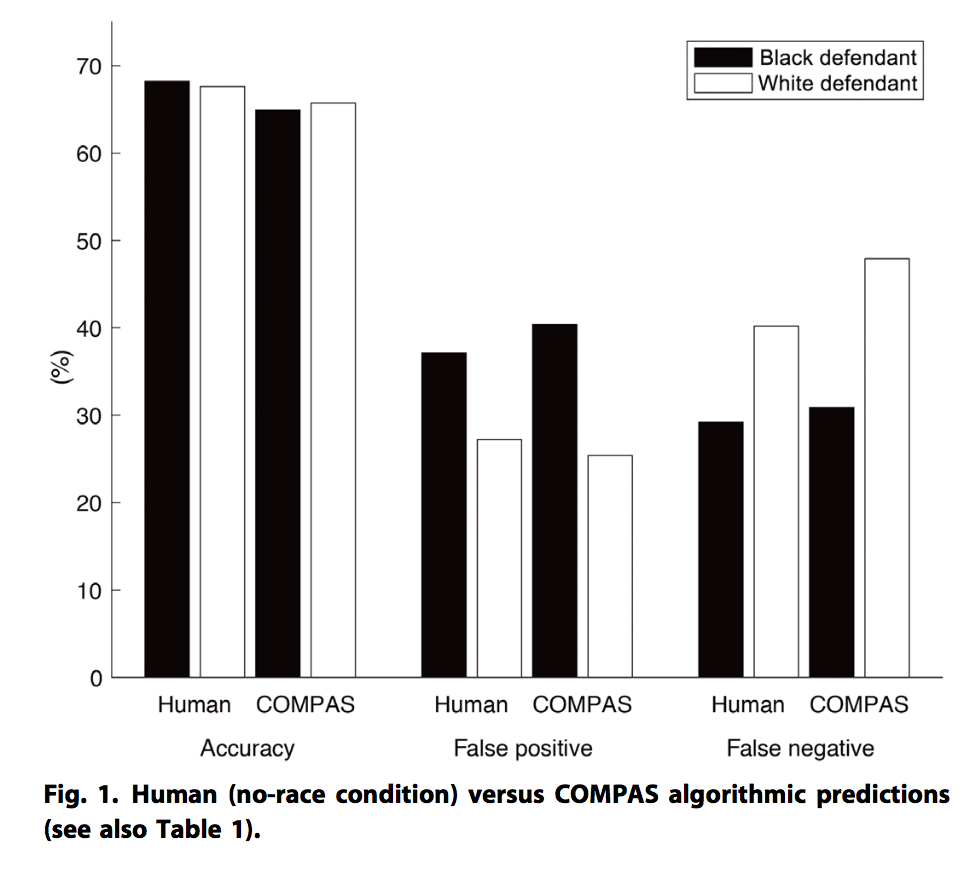 70
60
50
40
30
20
10
0
(%)
Black defendant
White defendant
Human COMPAS Human COMPAS Human COMPAS
Accuracy False positive False negative
Fig. 1. Human (no-race condition) versus COMPAS algorithmic predictions
(see also Table 1).